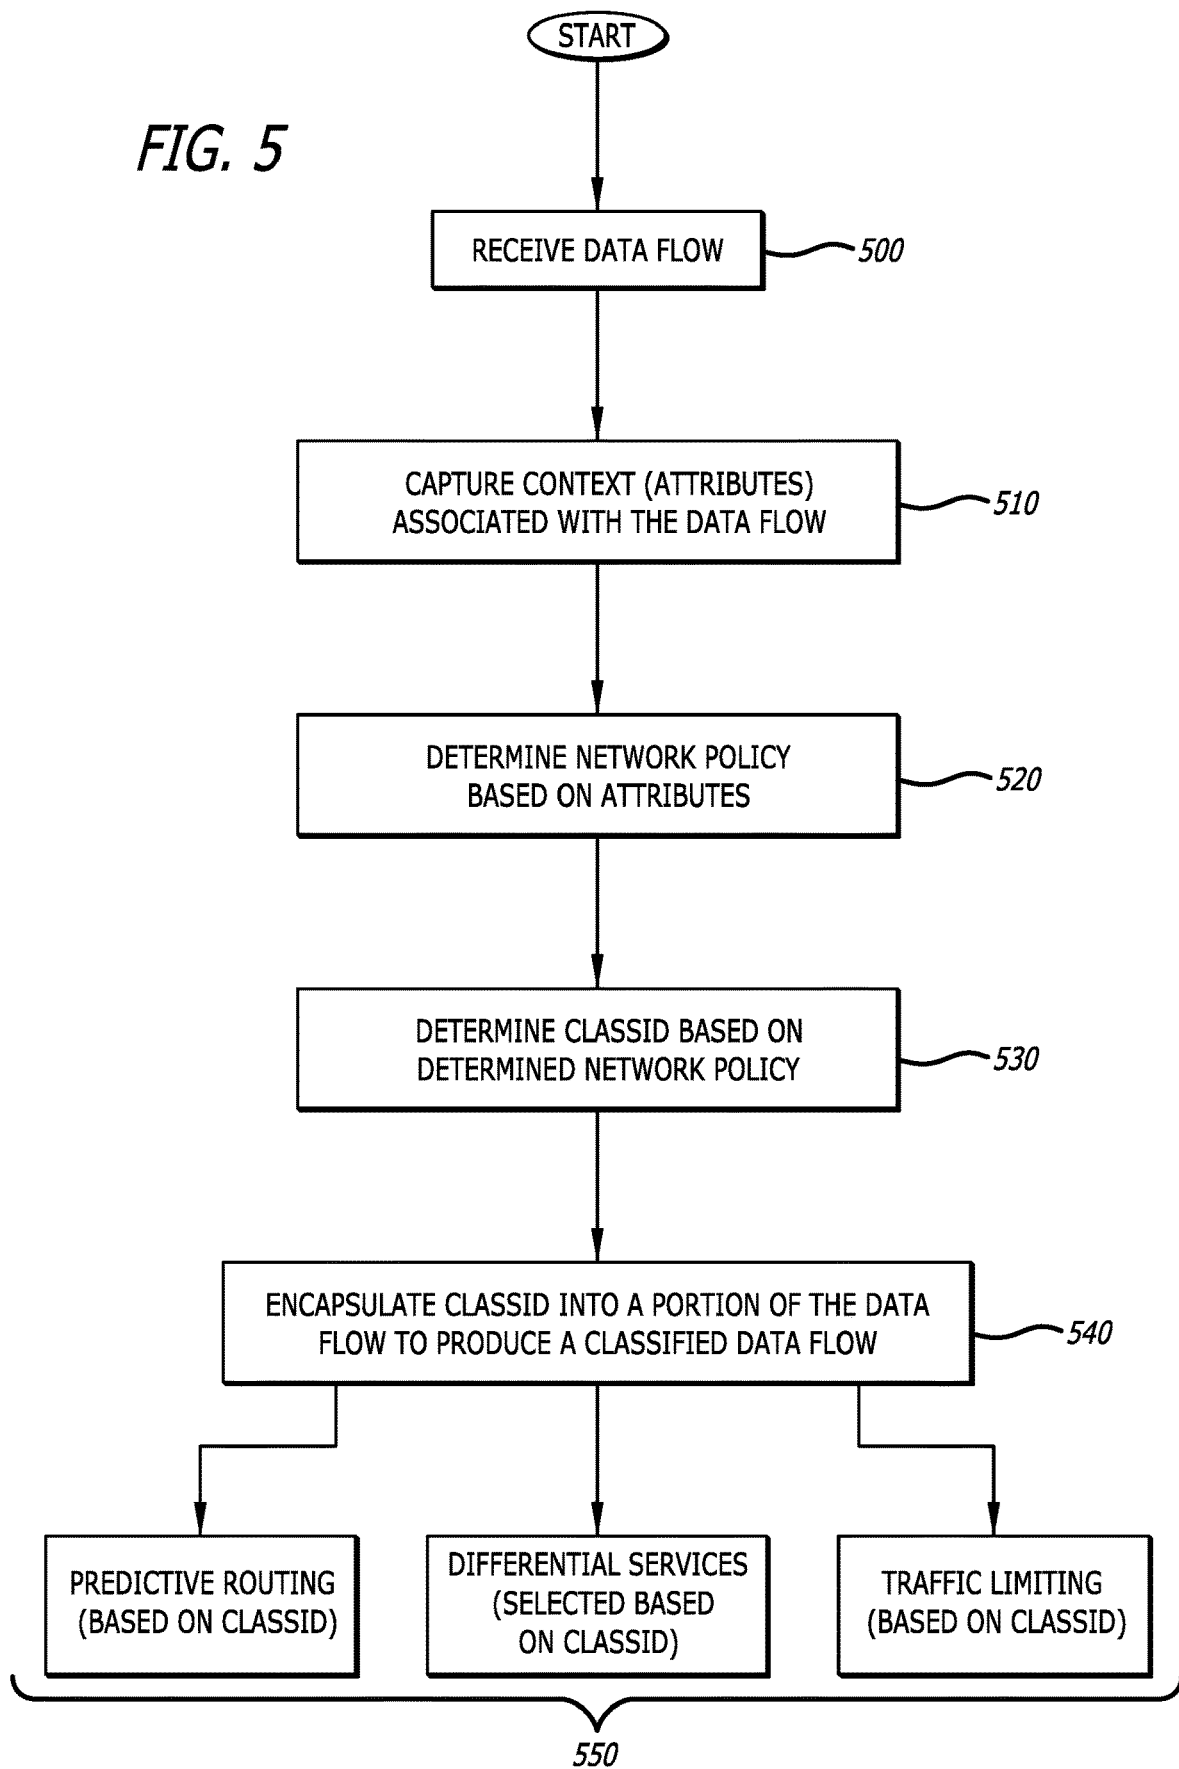 START
FIG. 5
RECEIVE DATA FLOW
500
CAPTURE CONTEXT (ATTRIBUTES)
ASSOCIATED WITH THE DATA FLOW
510
DETERMINE NETWORK POLICY
BASED ON ATTRIBUTES
520
DETERMINE CLASSID BASED ON
DETERMINED NETWORK POLICY
530
ENCAPSULATE CLASSID INTO A PORTION OF THE DATA
FLOW TO PRODUCE A CLASSIFIED DATA FLOW
540
PREDICTIVE ROUTING
(BASED ON CLASSID)
DIFFERENTIAL SERVICES
(SELECTED BASED
ON CLASSID)
TRAFFIC LIMITING
(BASED ON CLASSID)
550